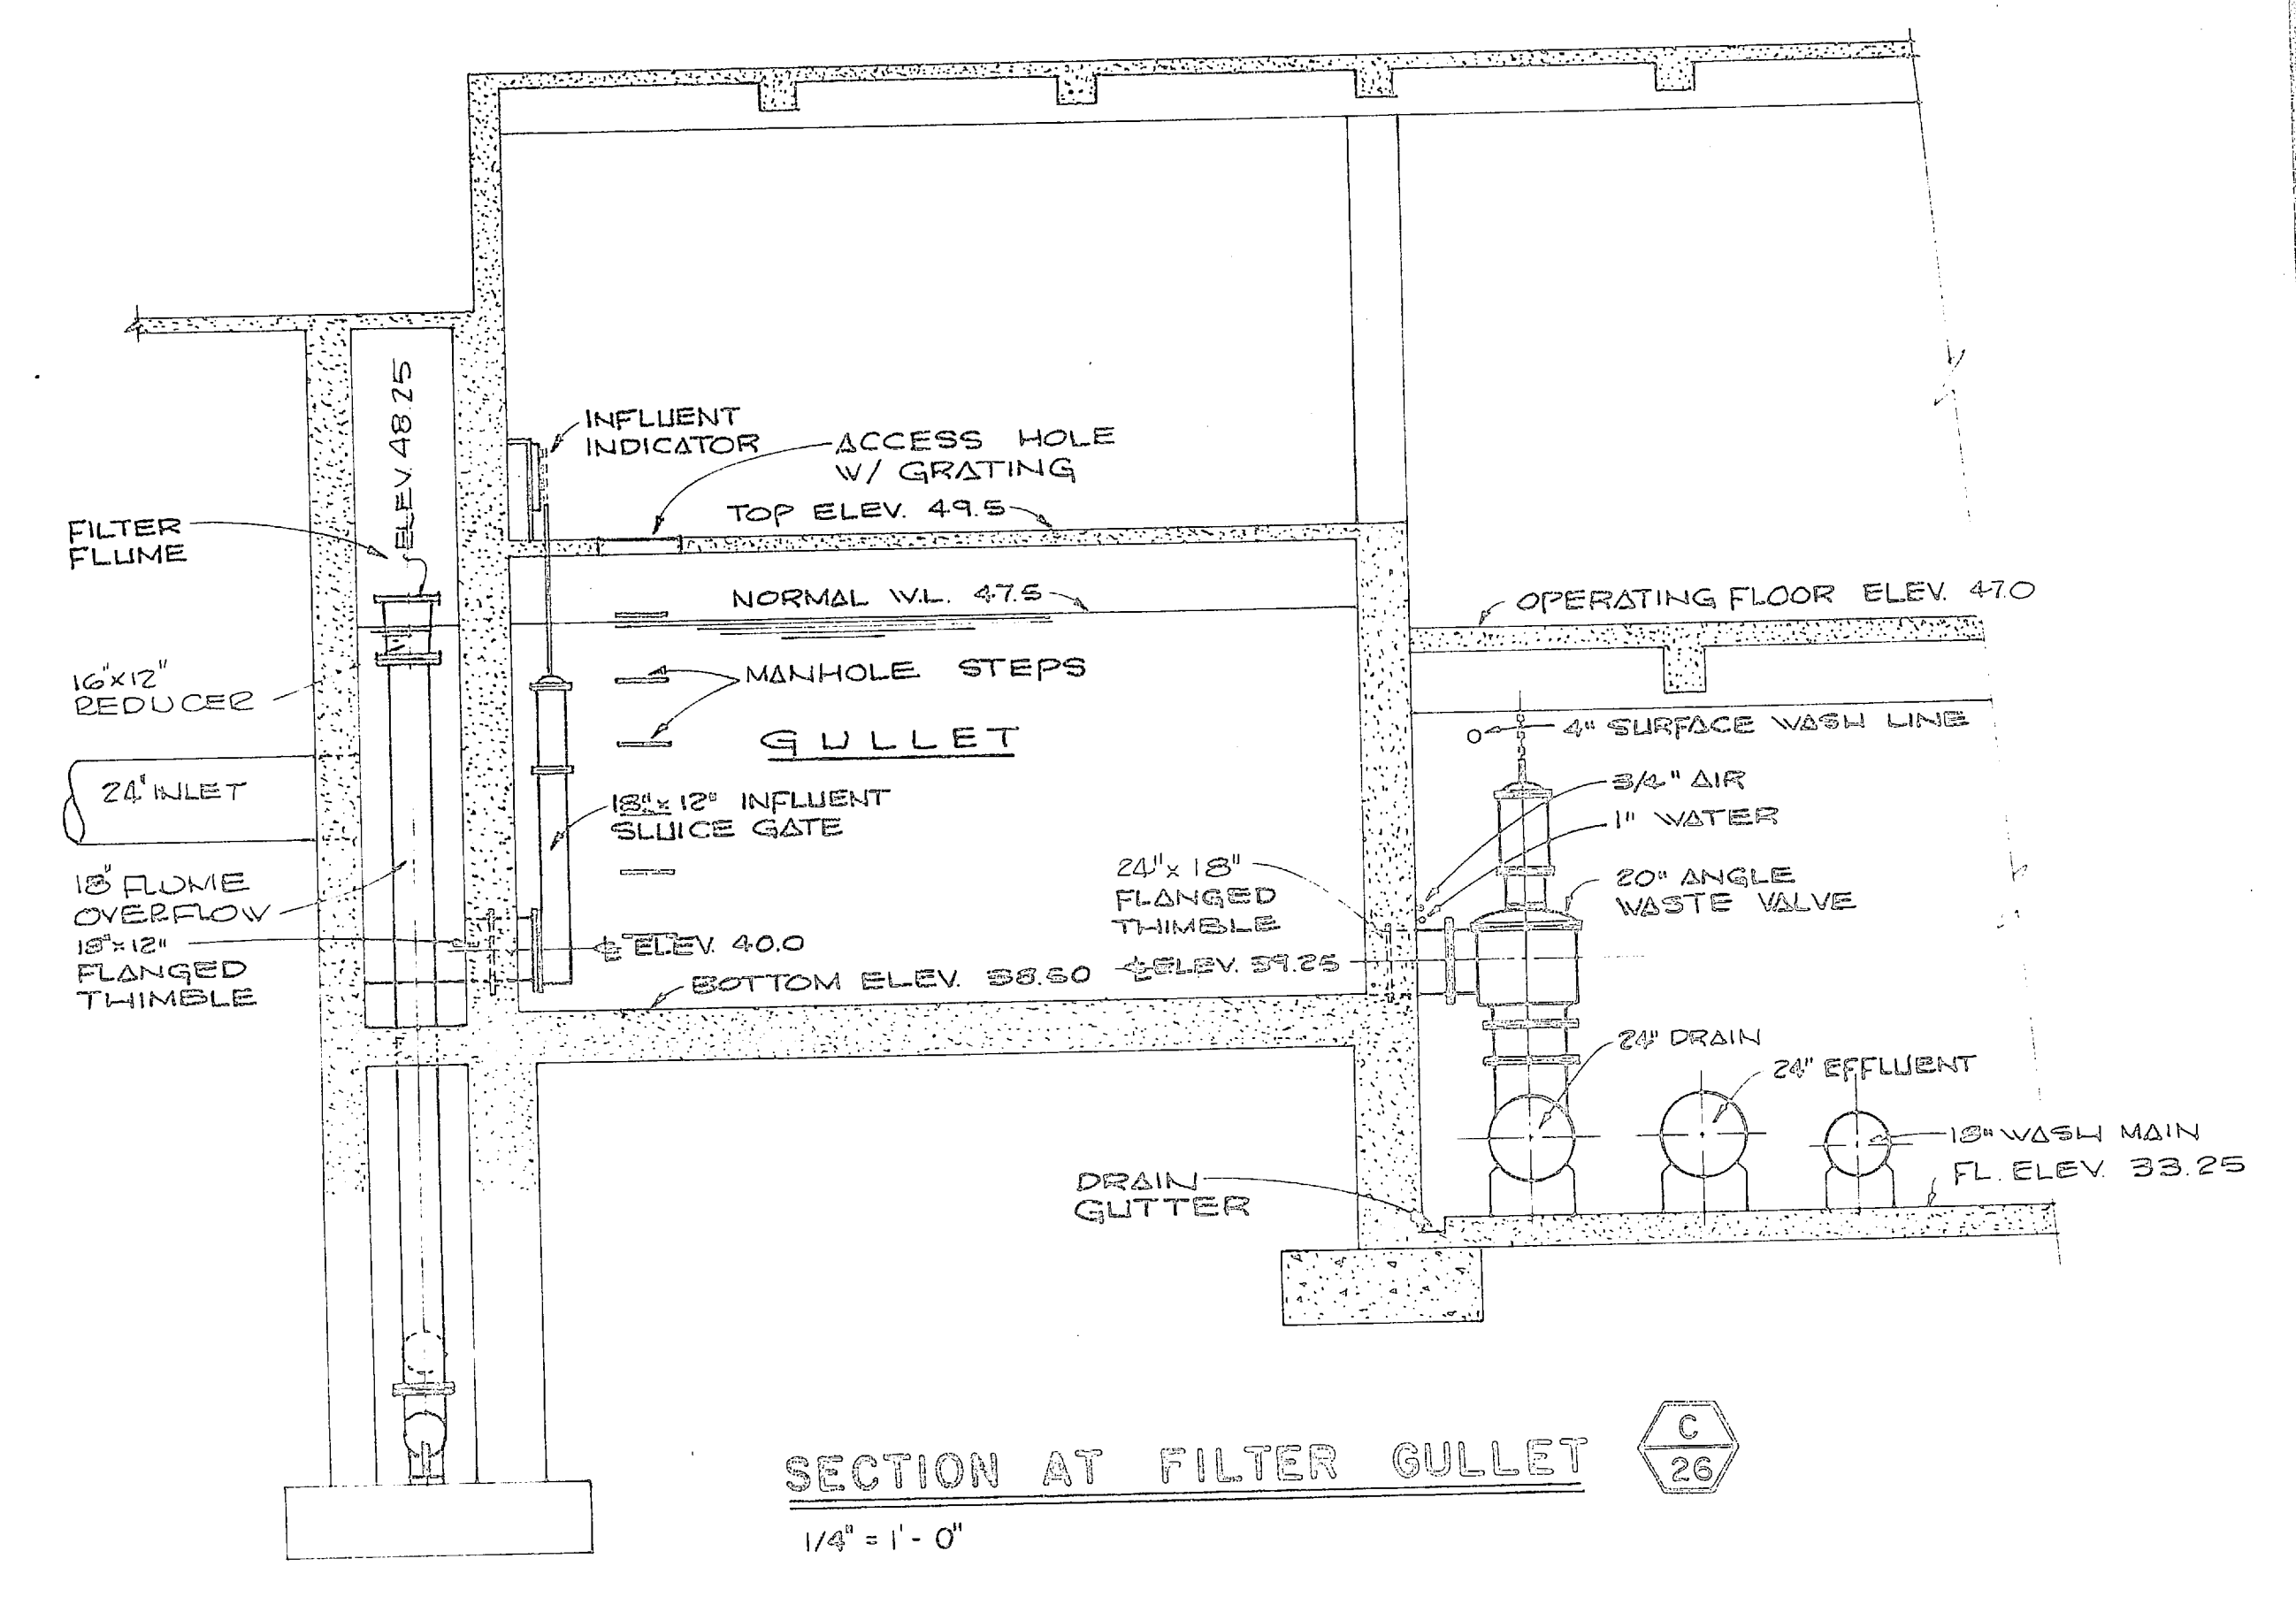 ELEV. 48.25
INFLUENT
INDICATOR
ACCESS HOLE
W/ GRATING
TOP ELEV. 49.5
FILTER
FLUME
NORMAL W.L. 47.5
OPERATING FLOOR ELEV. 47.0
16"x12"
REDUCER
MANHOLE STEPS
GULLET
4" SURFACE WASH LINE
24" INLET
3/4" AIR
1" WATER
18"x12" INFLUENT
SLUICE GATE
18" FLUME
OVERFLOW
24"x18"
FLANGED
THIMBLE
20" ANGLE
WASTE VALVE
18"x12"
FLANGED
THIMBLE
℄ ELEV. 40.0
BOTTOM ELEV. 38.50
℄ ELEV. 39.25
24" DRAIN
24" EFFLUENT
18" WASH MAIN
FL. ELEV. 33.25
DRAIN
GUTTER
SECTION AT FILTER GULLET
C
26
1/4" = 1'-0"